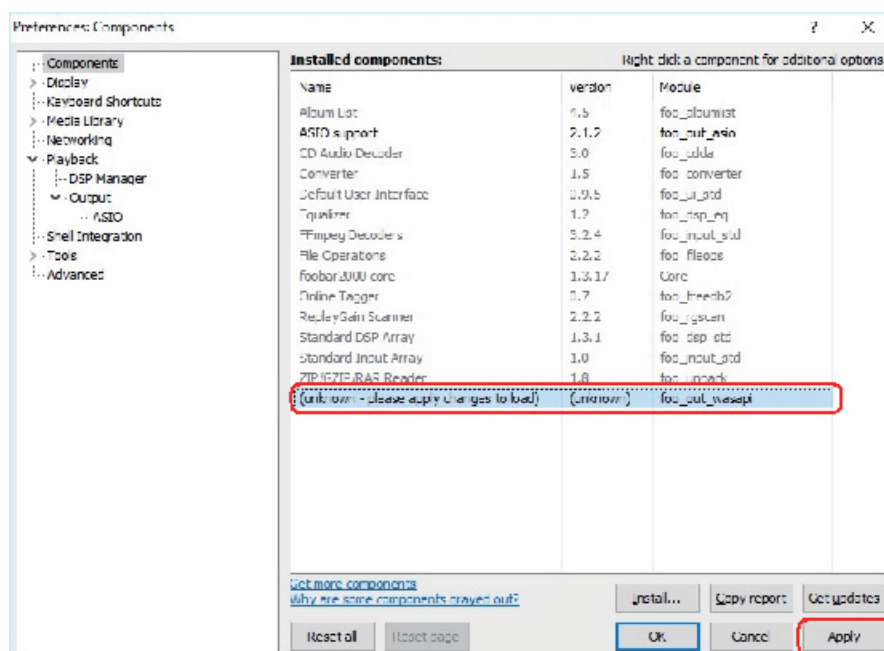 Preferences: Components ? X
Components
Display
Keyboard Shortcuts
Media Library
Networking
Playback
DSP Manager
Output
ASIO
Shell Integration
Tools
Advanced
Installed components: Right click a component for additional options
Name Version Module
Album List 4.5 foo_albumlist
ASIO support 2.1.2 foo_out_asio
CD Audio Decoder 3.0 foo_cdda
Converter 1.5 foo_converter
Default User Interface 0.9.5 foo_ui_std
Equalizer 1.2 foo_dsp_eq
FFmpeg Decoders 3.2.4 foo_input_std
File Operations 2.2.2 foo_fileops
foobar2000 core 1.3.17 Core
Online Tagger 0.7 foo_freedb2
ReplayGain Scanner 2.2.2 foo_rgscan
Standard DSP Array 1.3.1 foo_dsp_std
Standard Input Array 1.0 foo_input_std
ZIP/GZIP/RAR Reader 1.8 foo_unpack
(unknown - please apply changes to load) (unknown) foo_out_wasapi
Get more components
Why are some components grayed out?
Install... Copy report Get updates
Reset all Reset page OK Cancel Apply